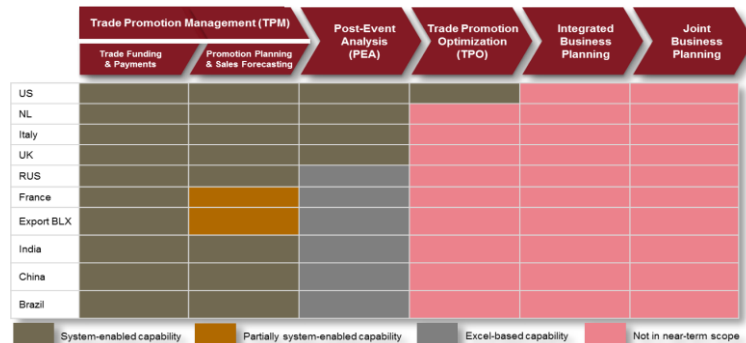 Trade Promotion Management (TPM)
Trade Funding
& Payments
Promotion Planning
& Sales Forecasting
Post-Event
Analysis
(PEA)
Trade Promotion
Optimization
(TPO)
Integrated
Business
Planning
Joint
Business
Planning
US
NL
Italy
UK
RUS
France
Export BLX
India
China
Brazil
System-enabled capability
Partially system-enabled capability
Excel-based capability
Not in near-term scope